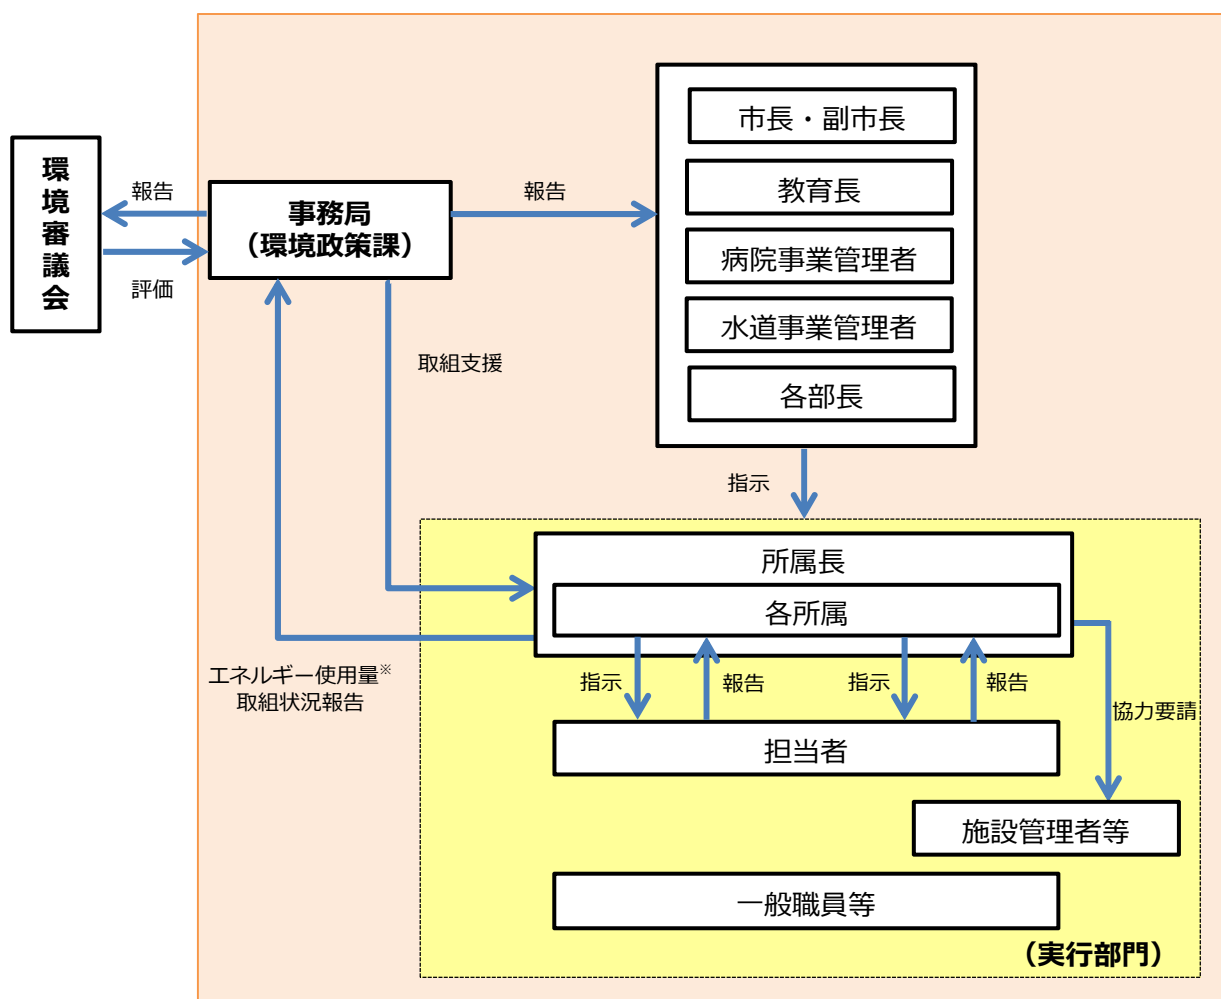 市長・副市長
環境審議会
報告
事務局
（環境政策課）
報告
教育長
病院事業管理者
評価
水道事業管理者
取組支援
各部長
指示
所属長
各所属
エネルギー使用量※
取組状況報告
指示
報告
指示
報告
協力要請
担当者
施設管理者等
一般職員等
（実行部門）